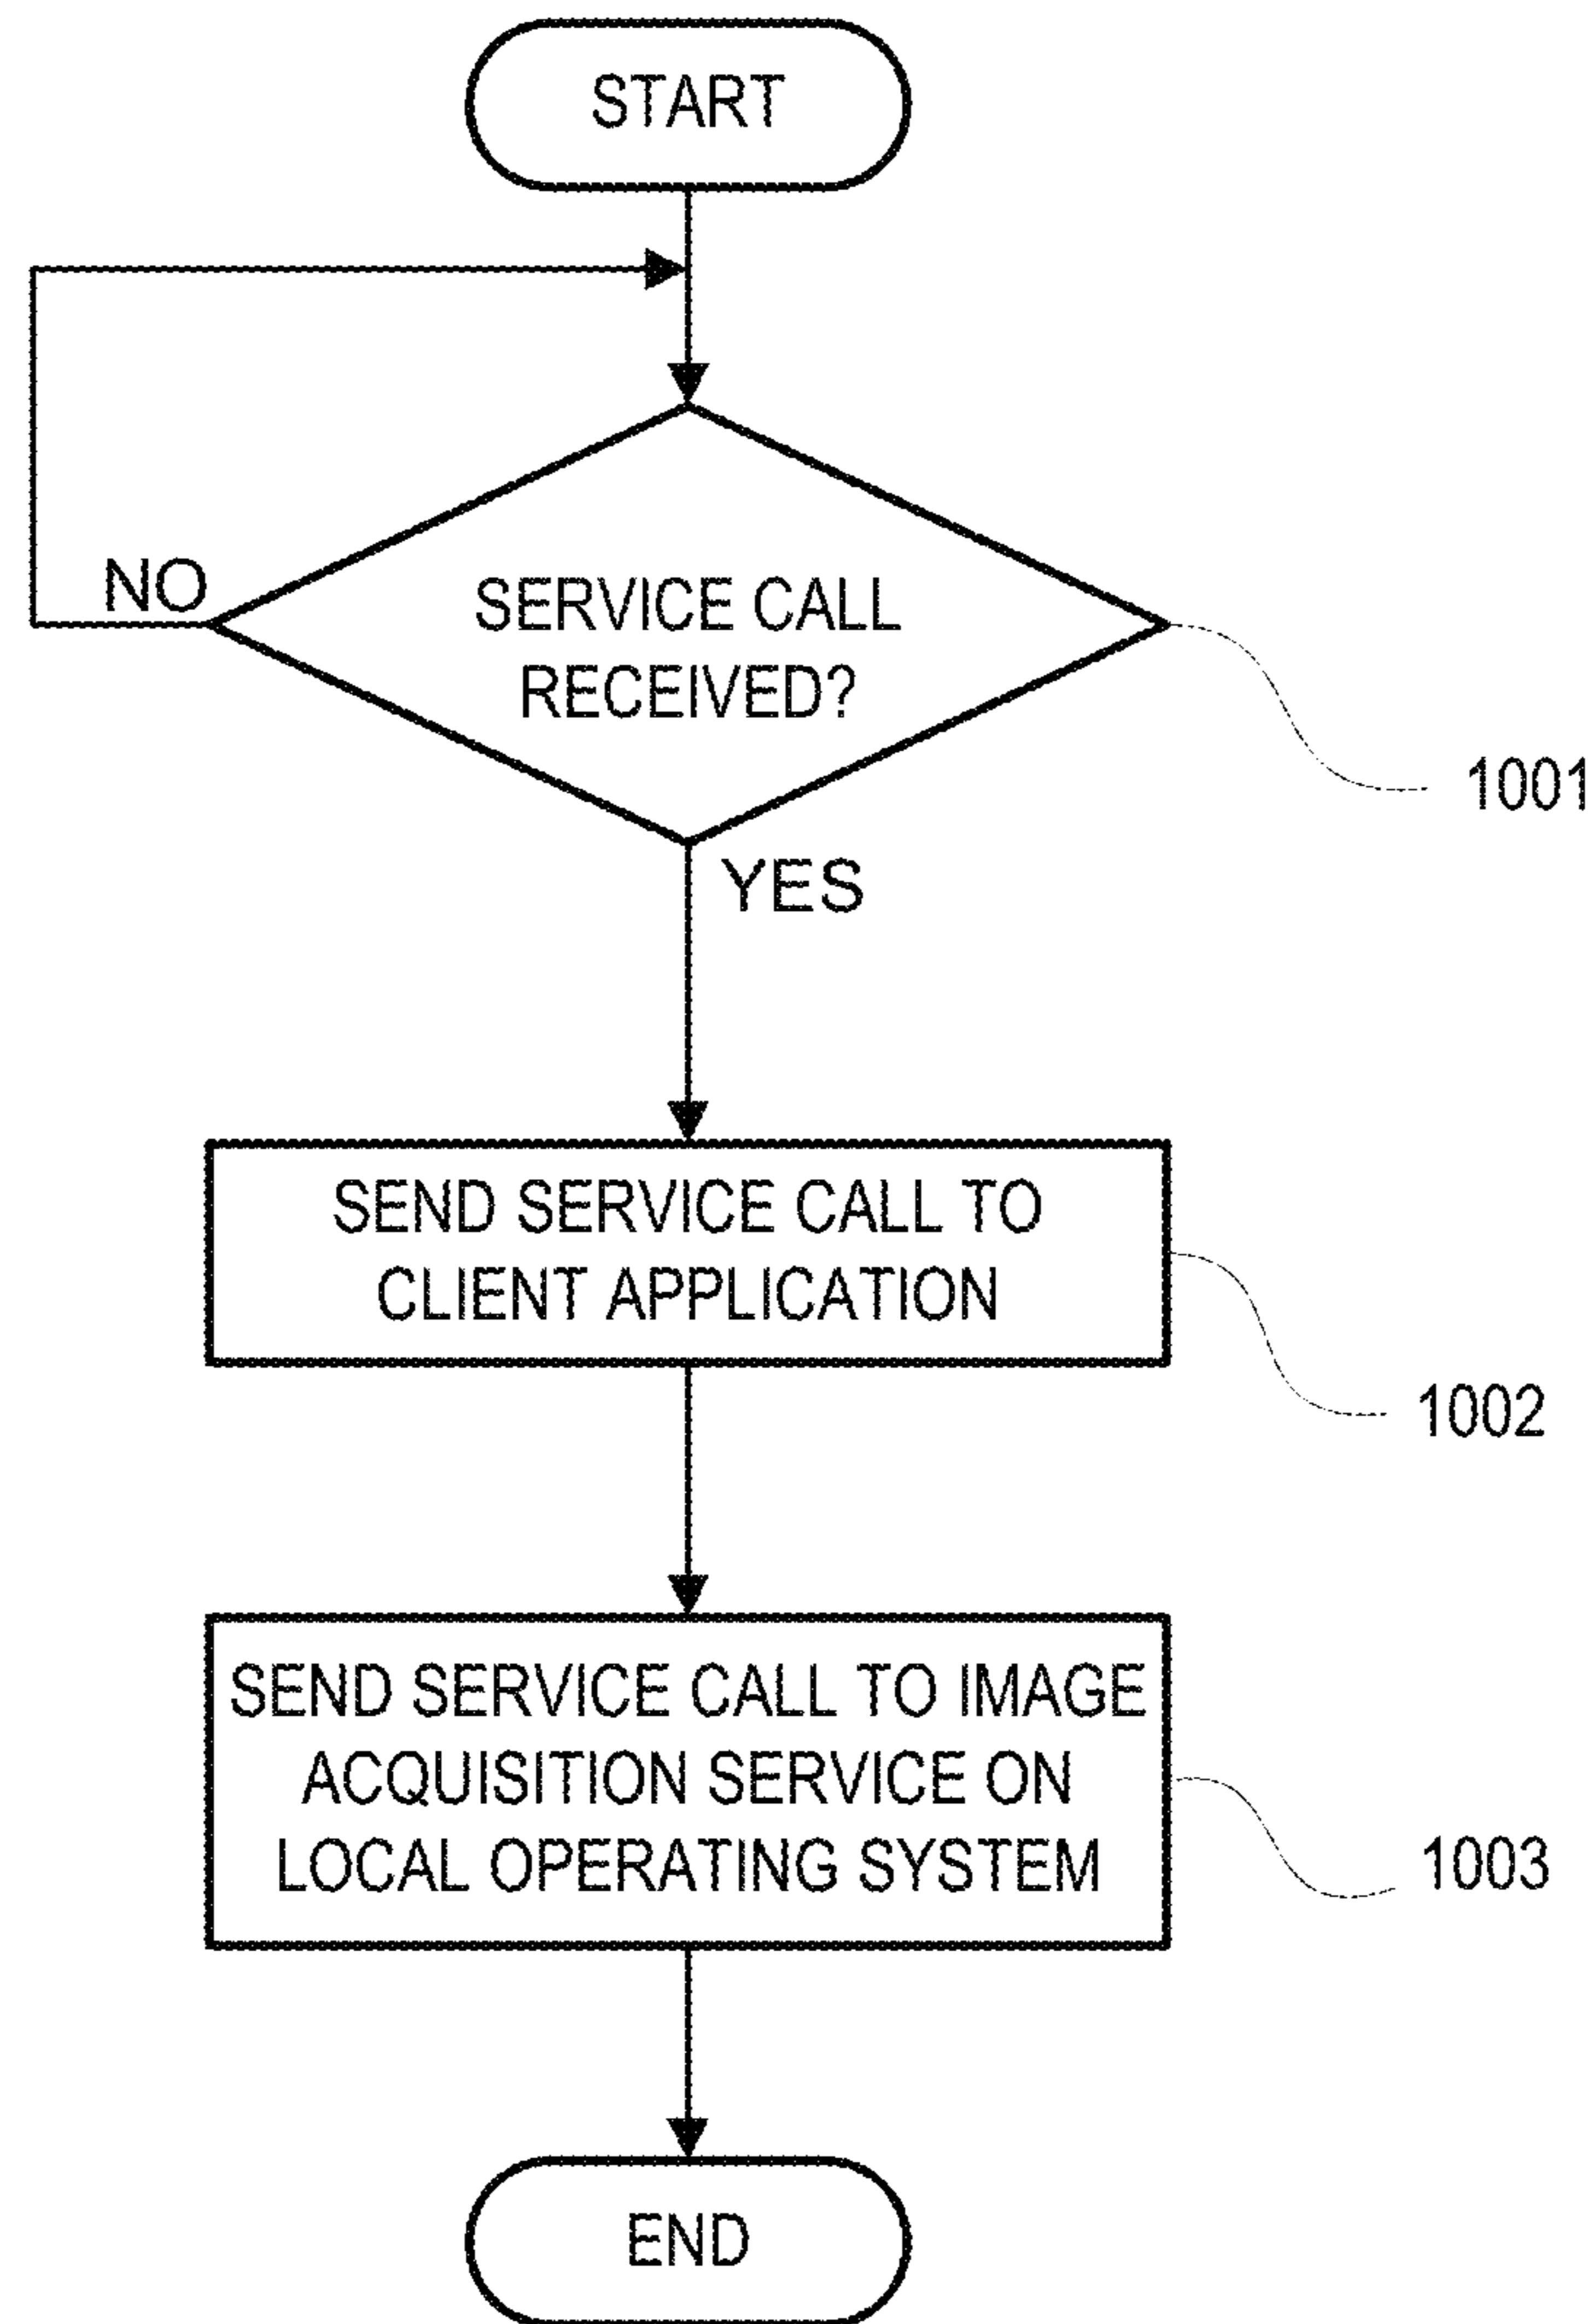 START
NO
SERVICE CALL
RECEIVED?
1001
YES
SEND SERVICE CALL TO
CLIENT APPLICATION
1002
SEND SERVICE CALL TO IMAGE
ACQUISITION SERVICE ON
LOCAL OPERATING SYSTEM
1003
END